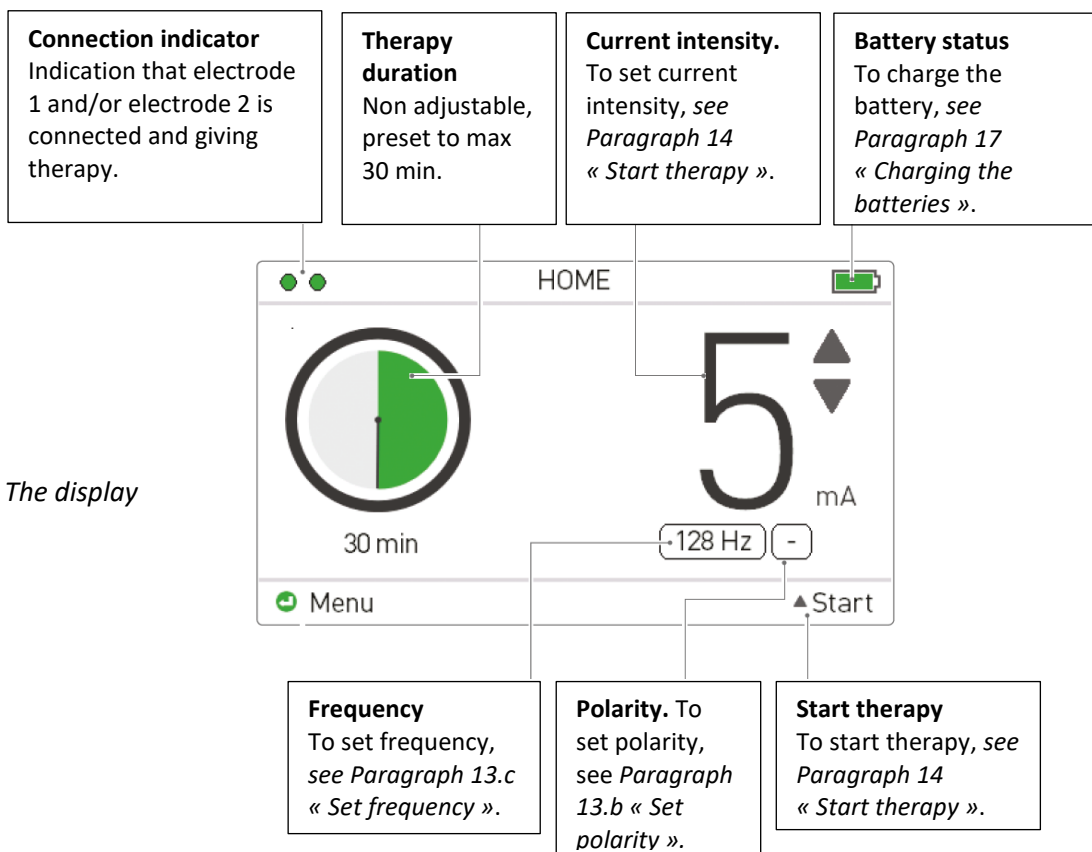 Connection indicator
Indication that electrode
1 and/or electrode 2 is
connected and giving
therapy.
Therapy
duration
Non adjustable,
preset to max
30 min.
Current intensity.
To set current
intensity, see
Paragraph 14
« Start therapy ».
Battery status
To charge the
battery, see
Paragraph 17
« Charging the
batteries ».
HOME
5
mA
The display
30 min
128 Hz
-
Menu
Start
Frequency
To set frequency,
see Paragraph 13.c
« Set frequency ».
Polarity. To
set polarity,
see Paragraph
13.b « Set
polarity ».
Start therapy
To start therapy, see
Paragraph 14
« Start therapy ».